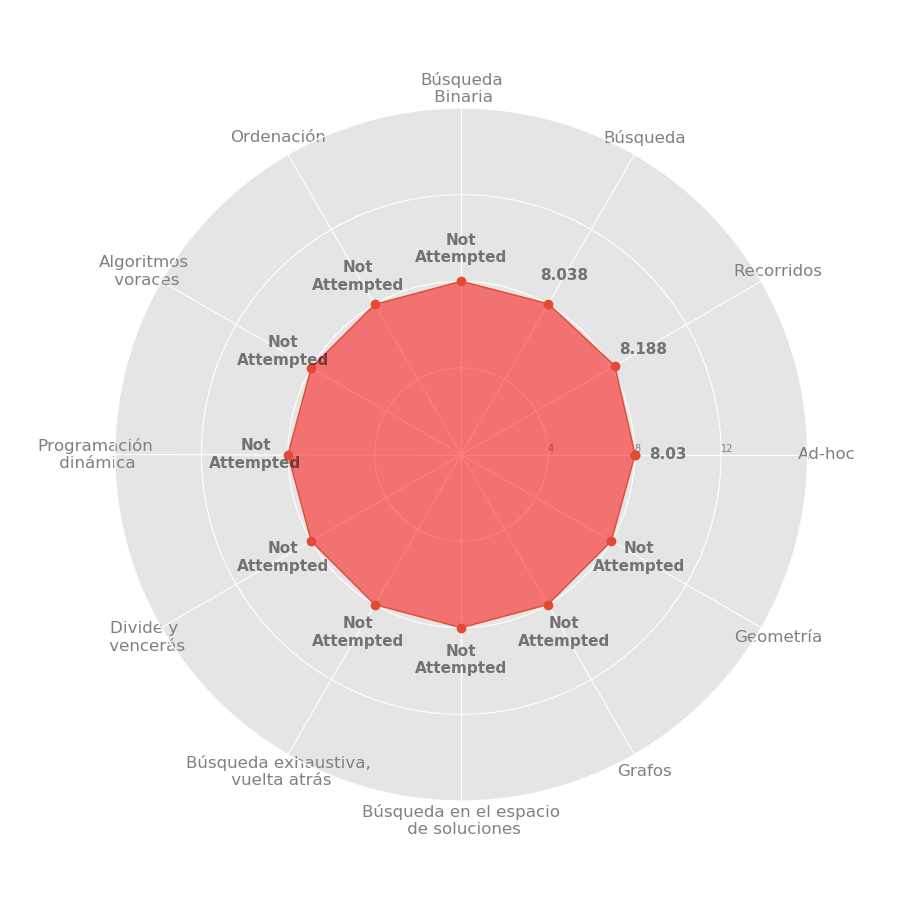 Búsqueda
Binaria
Ordenación
Búsqueda
Not
Attempted
Not
Attempted
8.038
Algoritmos
voraces
Recorridos
Not
Attempted
8.188
Programación
dinámica
Not
Attempted
4
8
12
8.03
Ad-hoc
Not
Attempted
Not
Attempted
Divide y
vencerás
Not
Attempted
Not
Attempted
Not
Attempted
Geometría
Búsqueda exhaustiva,
vuelta atrás
Grafos
Búsqueda en el espacio
de soluciones